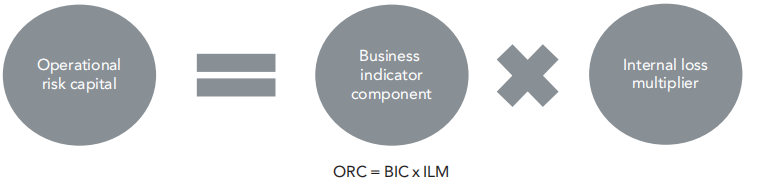 Operational
risk capital
Business
indicator
component
Internal loss
multiplier
ORC = BIC x ILM